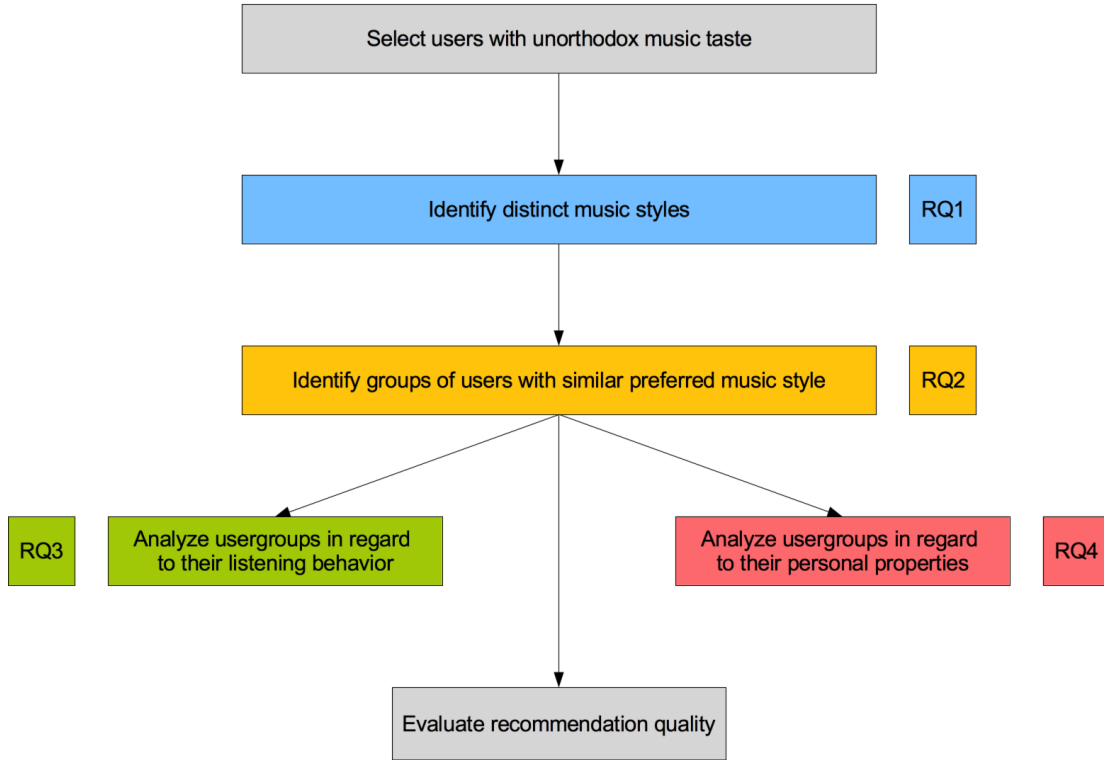 Select users with unorthodox music taste
Identify distinct music styles
RQ1
Identify groups of users with similar preferred music style
RQ2
RQ3
Analyze usergroups in regard
to their listening behavior
Analyze usergroups in regard
to their personal properties
RQ4
Evaluate recommendation quality